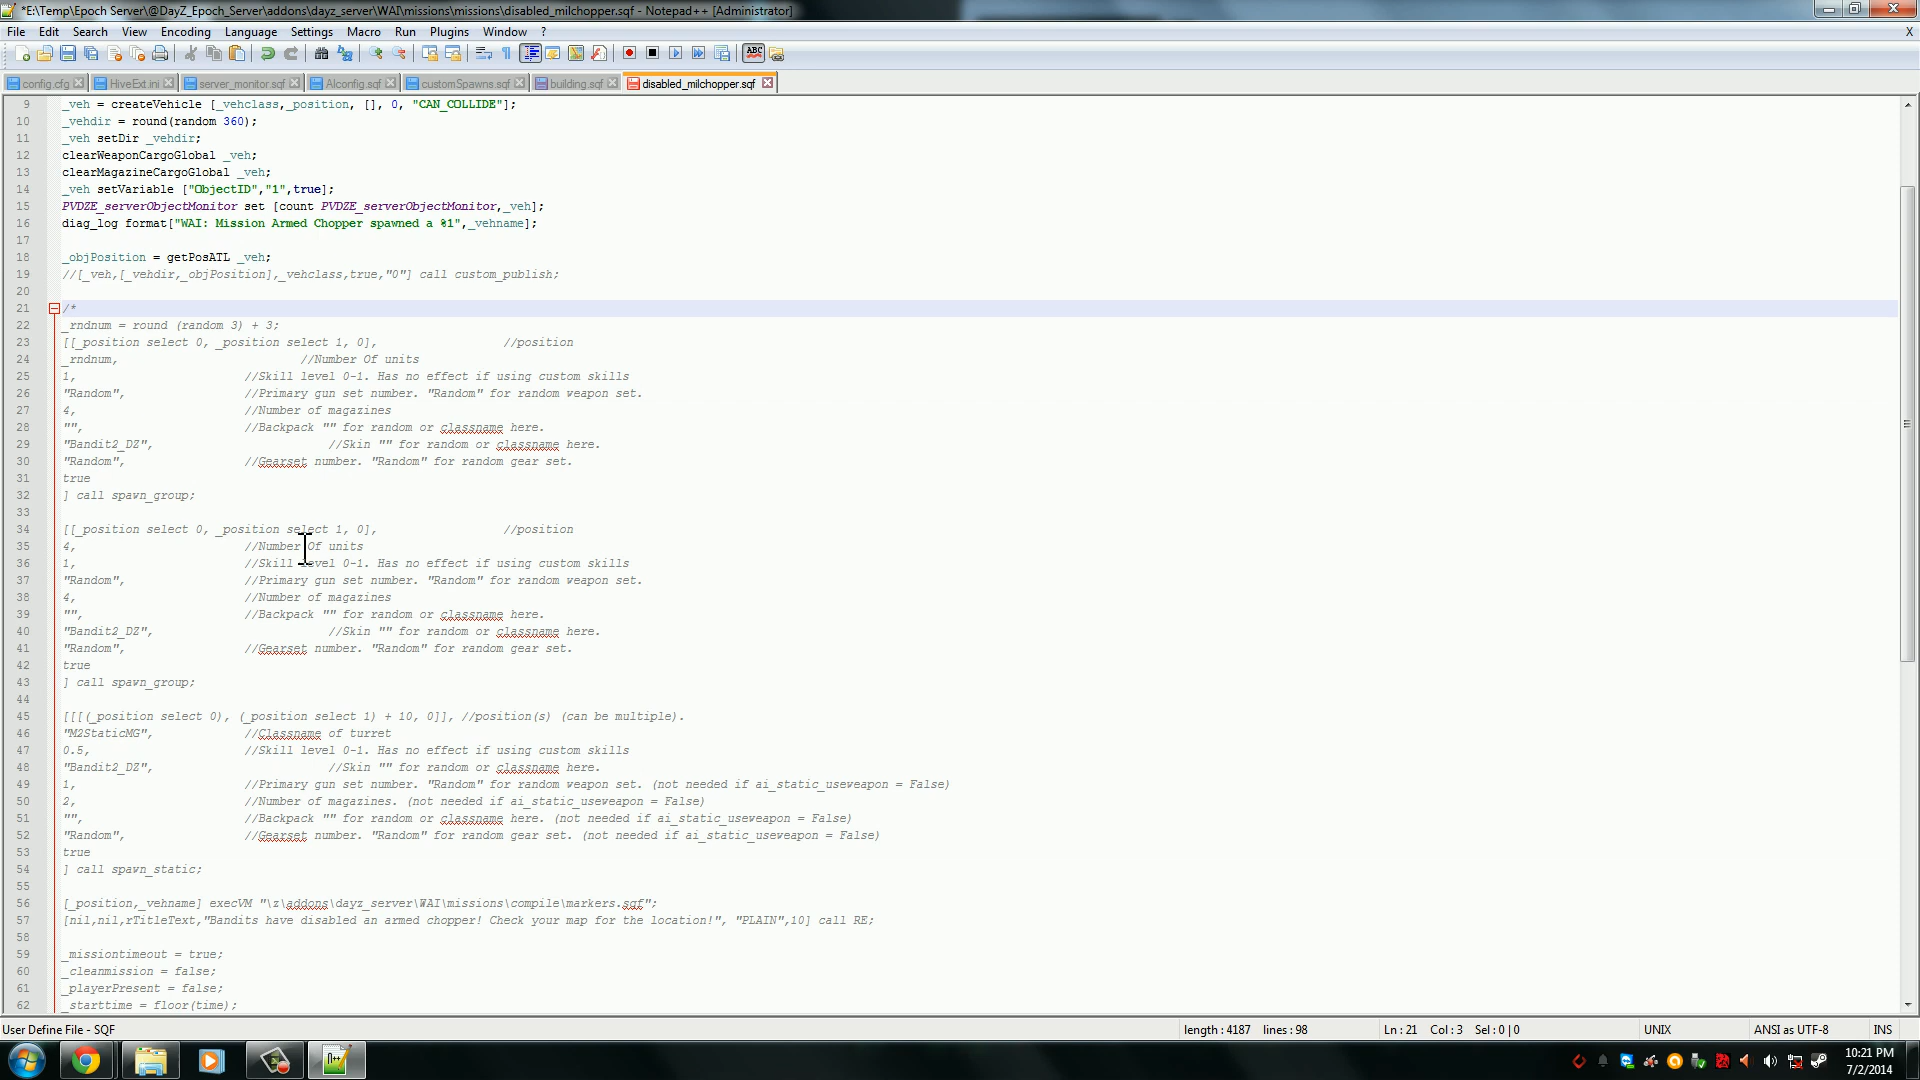 *E:\Temp\Epoch Server\@DayZ_Epoch_Server\addons\dayz_server\WAI\missions\missions\disabled_milchopper.sqf - Notepad++ [Administrator]
File Edit Search View Encoding Language Settings Macro Run Plugins Window ? X
ABC
config.cfg HiveExt.ini server_monitor.sqf AIconfig.sqf customSpawns.sqf building.sqf disabled_milchopper.sqf
9 _veh = createVehicle [_vehclass,_position, [], 0, "CAN_COLLIDE"];
10 _vehdir = round(random 360);
11 _veh setDir _vehdir;
12 clearWeaponCargoGlobal _veh;
13 clearMagazineCargoGlobal _veh;
14 _veh setVariable ["ObjectID","1",true];
15 PVDZE_serverObjectMonitor set [count PVDZE_serverObjectMonitor,_veh];
16 diag_log format["WAI: Mission Armed Chopper spawned a %1",_vehname];
17
18 _objPosition = getPosATL _veh;
19 //[_veh,[_vehdir,_objPosition],_vehclass,true,"0"] call custom_publish;
20
21 /*
22 _rndnum = round (random 3) + 3;
23 [[_position select 0, _position select 1, 0], //position
24 _rndnum, //Number Of units
25 1, //Skill level 0-1. Has no effect if using custom skills
26 "Random", //Primary gun set number. "Random" for random weapon set.
27 4, //Number of magazines
28 "", //Backpack "" for random or classname here.
29 "Bandit2_DZ", //Skin "" for random or classname here.
30 "Random", //Gearset number. "Random" for random gear set.
31 true
32 ] call spawn_group;
33
34 [[_position select 0, _position select 1, 0], //position
35 4, //Number Of units
36 1, //Skill level 0-1. Has no effect if using custom skills
37 "Random", //Primary gun set number. "Random" for random weapon set.
38 4, //Number of magazines
39 "", //Backpack "" for random or classname here.
40 "Bandit2_DZ", //Skin "" for random or classname here.
41 "Random", //Gearset number. "Random" for random gear set.
42 true
43 ] call spawn_group;
44
45 [[[(_position select 0), (_position select 1) + 10, 0]], //position(s) (can be multiple).
46 "M2StaticMG", //Classname of turret
47 0.5, //Skill level 0-1. Has no effect if using custom skills
48 "Bandit2_DZ", //Skin "" for random or classname here.
49 1, //Primary gun set number. "Random" for random weapon set. (not needed if ai_static_useweapon = False)
50 2, //Number of magazines. (not needed if ai_static_useweapon = False)
51 "", //Backpack "" for random or classname here. (not needed if ai_static_useweapon = False)
52 "Random", //Gearset number. "Random" for random gear set. (not needed if ai_static_useweapon = False)
53 true
54 ] call spawn_static;
55
56 [_position,_vehname] execVM "\z\addons\dayz_server\WAI\missions\compile\markers.sqf";
57 [nil,nil,rTitleText,"Bandits have disabled an armed chopper! Check your map for the location!", "PLAIN",10] call RE;
58
59 _missiontimeout = true;
60 _cleanmission = false;
61 _playerPresent = false;
62 _starttime = floor(time);
User Define File - SQF length : 4187 lines : 98 Ln : 21 Col : 3 Sel : 0 | 0 UNIX ANSI as UTF-8 INS
10:21 PM
7/2/2014